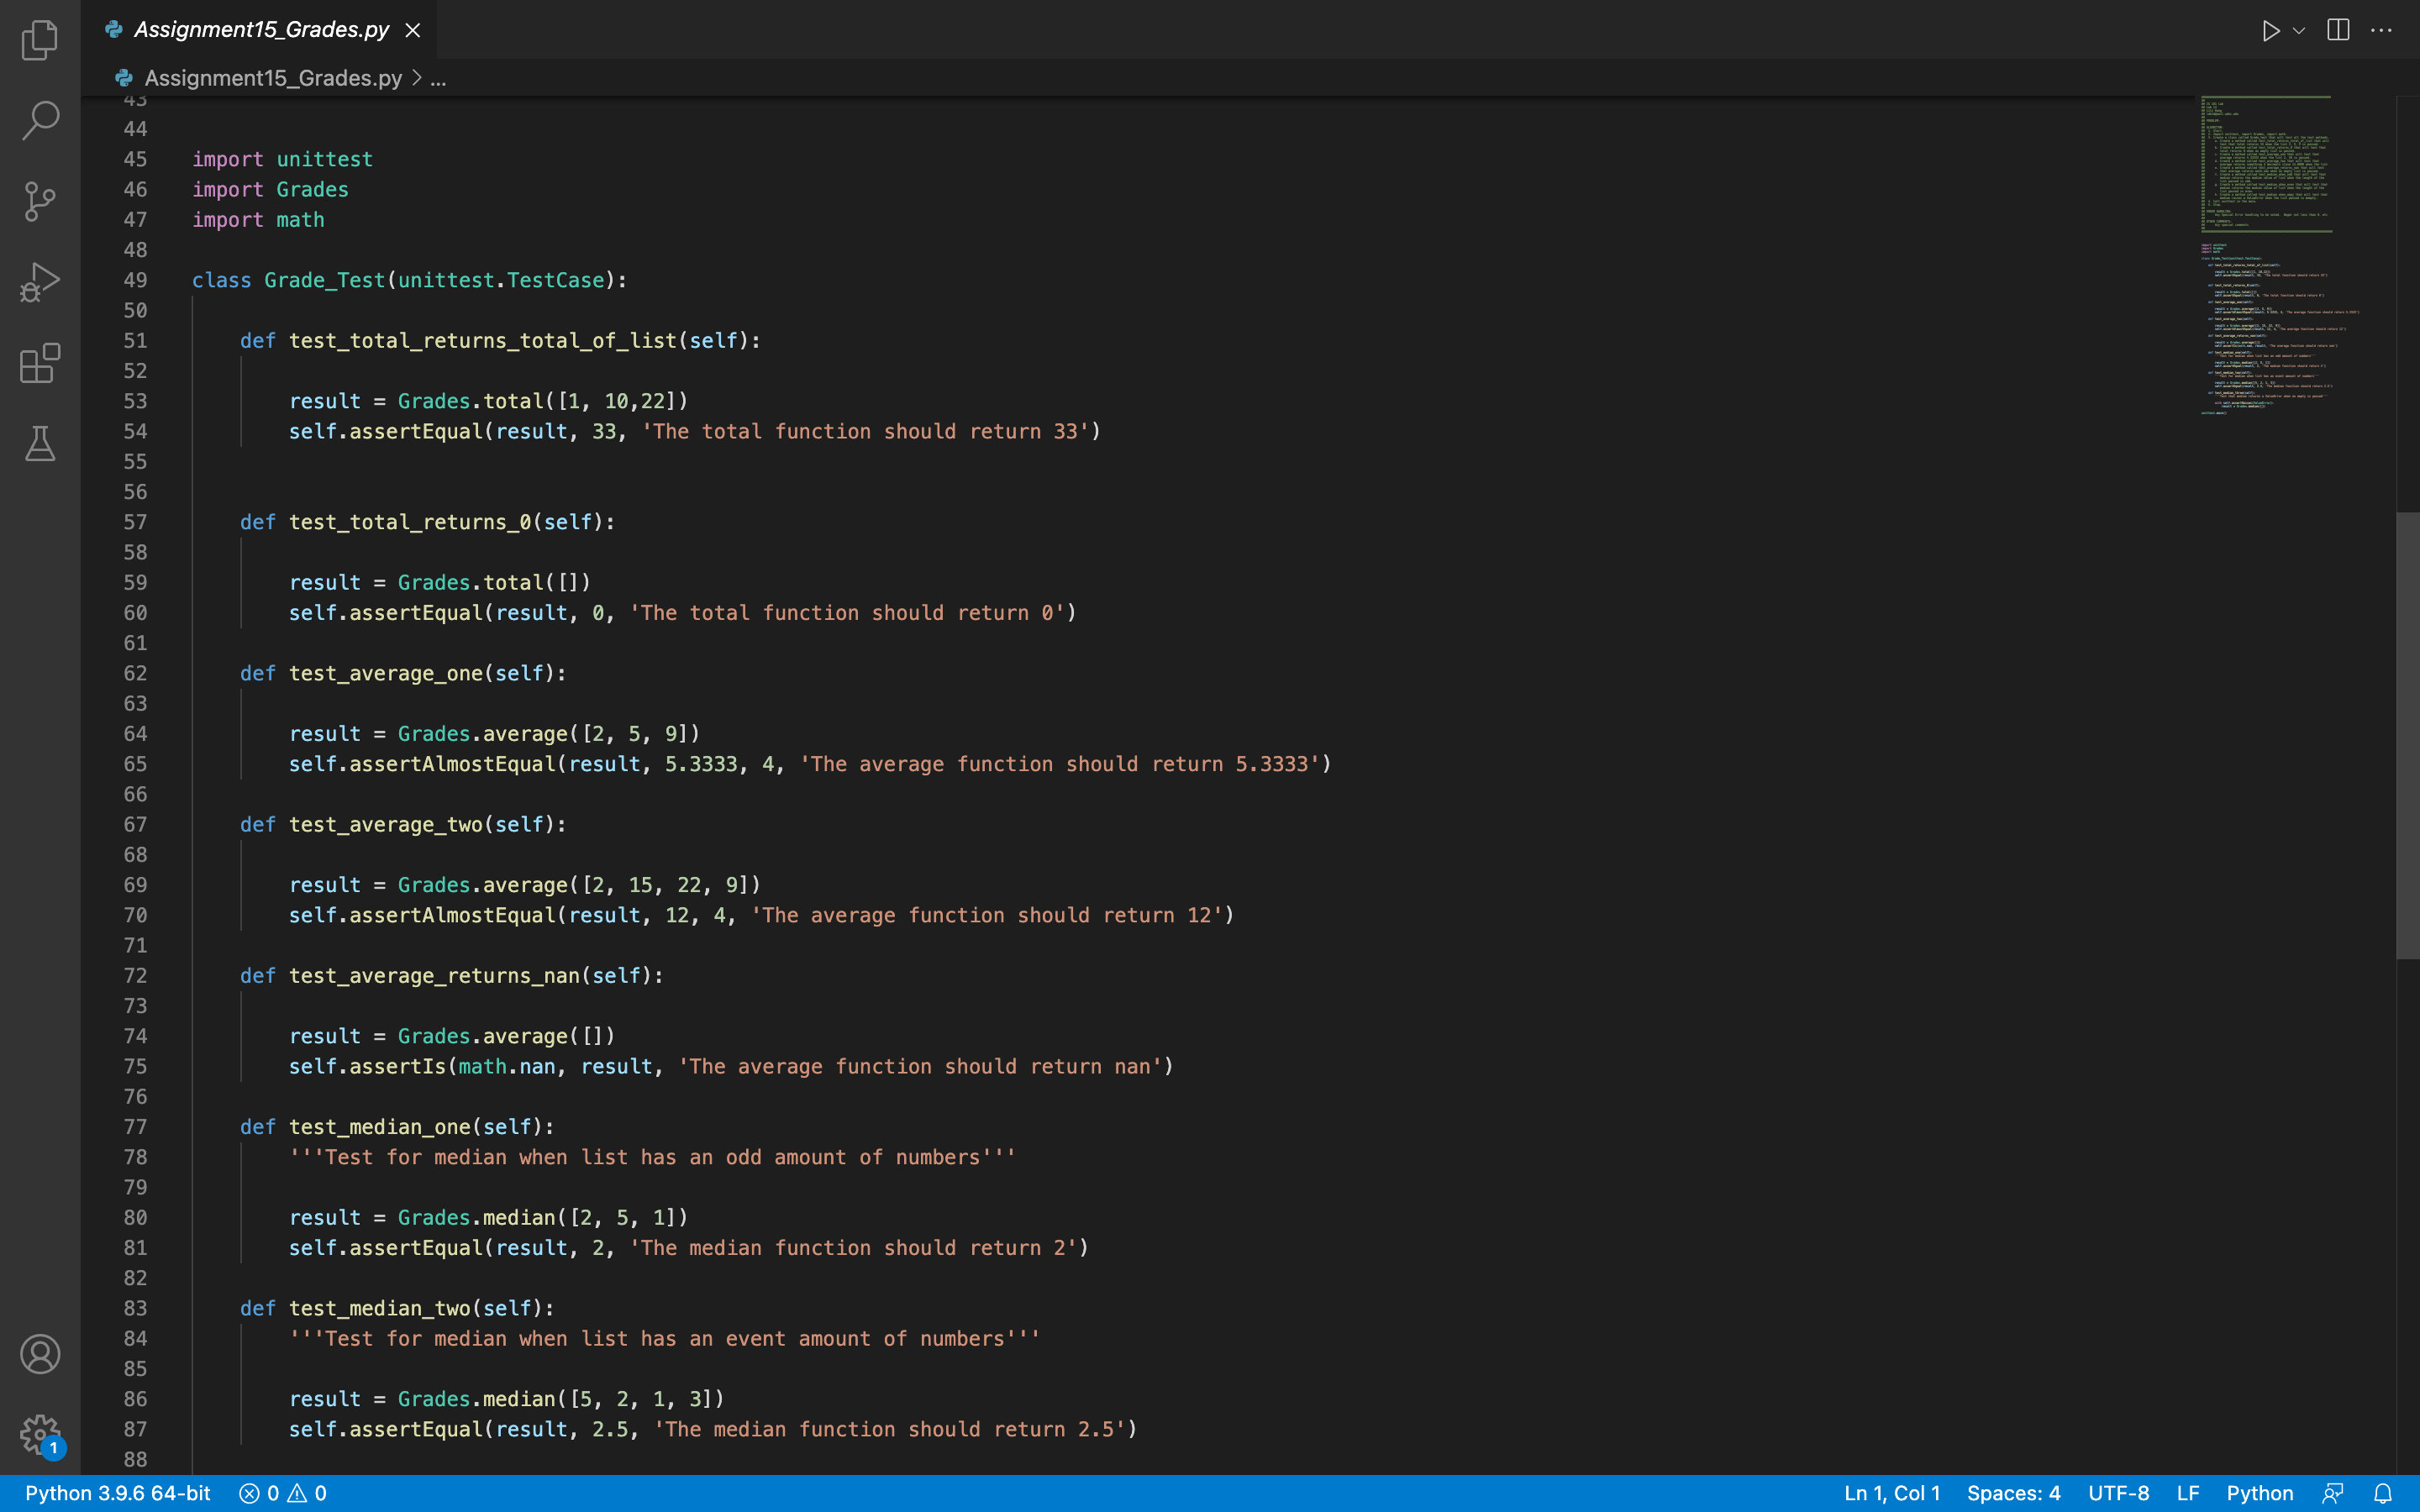 Assignment15_Grades.py
Assignment15_Grades.py > ...
43
44
45 import unittest
46 import Grades
47 import math
48
49 class Grade_Test(unittest.TestCase):
50
51 def test_total_returns_total_of_list(self):
52
53 result = Grades.total([1, 10,22])
54 self.assertEqual(result, 33, 'The total function should return 33')
55
56
57 def test_total_returns_0(self):
58
59 result = Grades.total([])
60 self.assertEqual(result, 0, 'The total function should return 0')
61
62 def test_average_one(self):
63
64 result = Grades.average([2, 5, 9])
65 self.assertAlmostEqual(result, 5.3333, 4, 'The average function should return 5.3333')
66
67 def test_average_two(self):
68
69 result = Grades.average([2, 15, 22, 9])
70 self.assertAlmostEqual(result, 12, 4, 'The average function should return 12')
71
72 def test_average_returns_nan(self):
73
74 result = Grades.average([])
75 self.assertIs(math.nan, result, 'The average function should return nan')
76
77 def test_median_one(self):
78 '''Test for median when list has an odd amount of numbers'''
79
80 result = Grades.median([2, 5, 1])
81 self.assertEqual(result, 2, 'The median function should return 2')
82
83 def test_median_two(self):
84 '''Test for median when list has an event amount of numbers'''
85
86 result = Grades.median([5, 2, 1, 3])
87 self.assertEqual(result, 2.5, 'The median function should return 2.5')
88
1
Python 3.9.6 64-bit 0 0 Ln 1, Col 1 Spaces: 4 UTF-8 LF Python